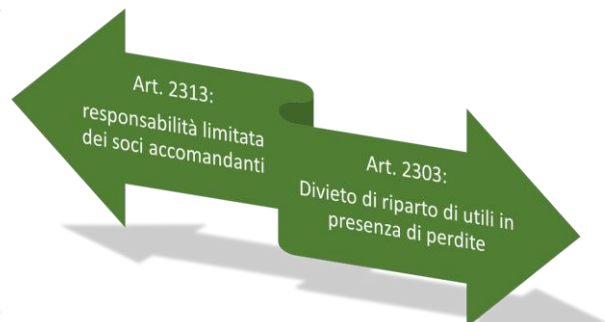 Art. 2313:
responsabilità limitata
dei soci accomandanti
Art. 2303:
Divieto di riparto di utili in
presenza di perdite